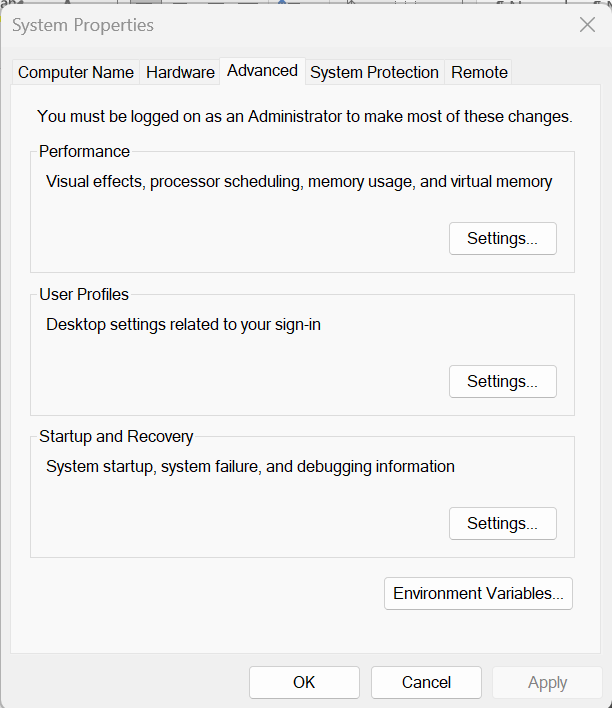 System Properties
Computer Name Hardware Advanced System Protection Remote
You must be logged on as an Administrator to make most of these changes.
Performance
Visual effects, processor scheduling, memory usage, and virtual memory
Settings...
User Profiles
Desktop settings related to your sign-in
Settings...
Startup and Recovery
System startup, system failure, and debugging information
Settings...
Environment Variables...
OK Cancel Apply